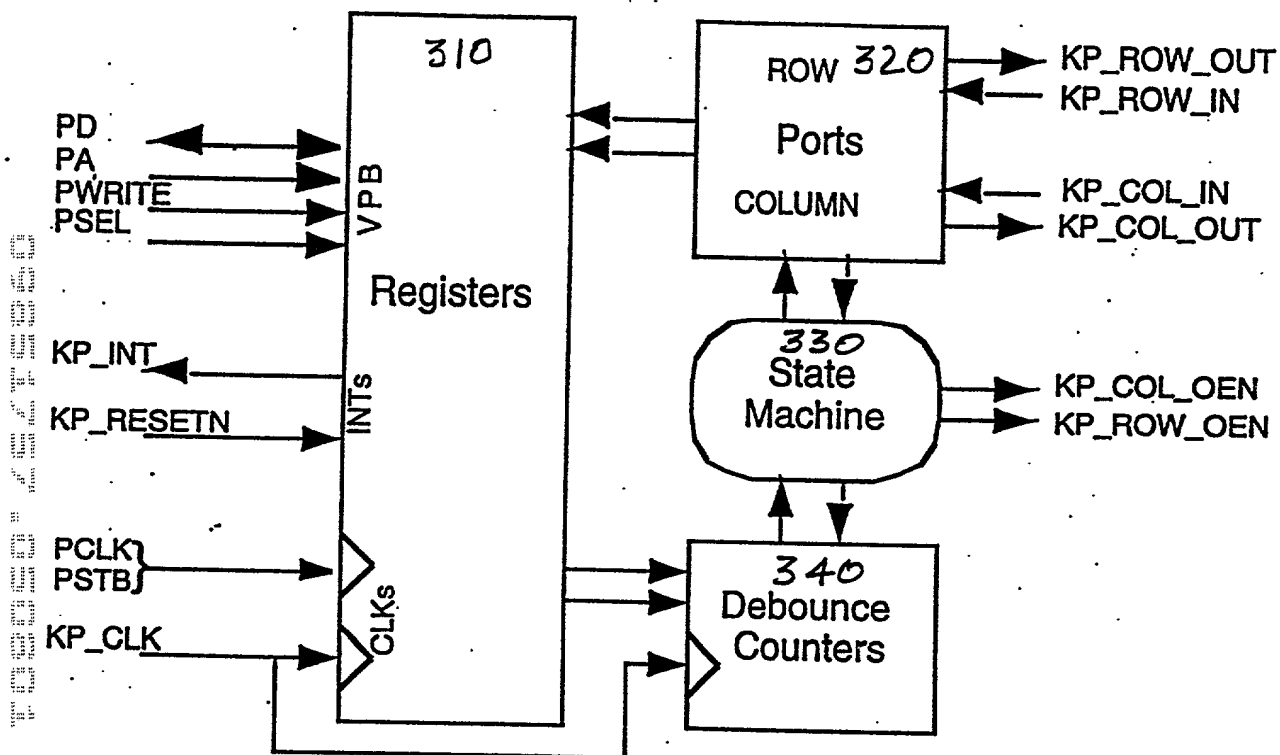 310
PD
PA
PWRITE
PSEL
VPB
Registers
KP_INT
KP_RESETN
INTs
PCLK
PSTB
KP_CLK
CLKs
ROW 320
Ports
COLUMN
KP_ROW_OUT
KP_ROW_IN
KP_COL_IN
KP_COL_OUT
330
State
Machine
KP_COL_OEN
KP_ROW_OEN
340
Debounce
Counters